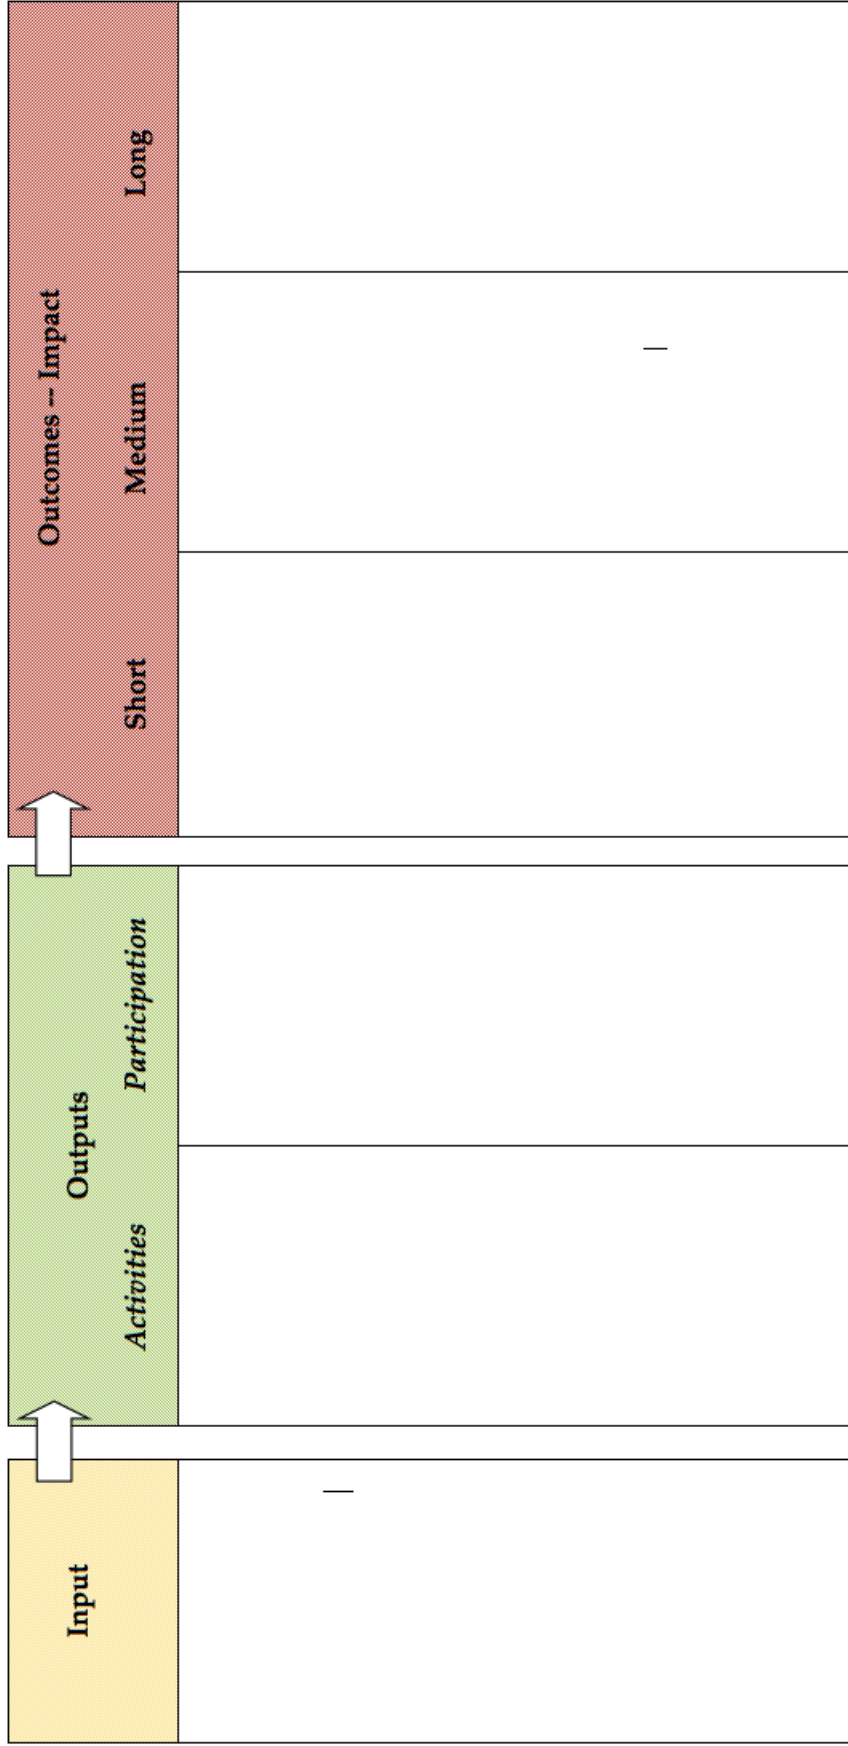 Input
Outputs
Activities Participation
Outcomes -- Impact
Short Medium Long